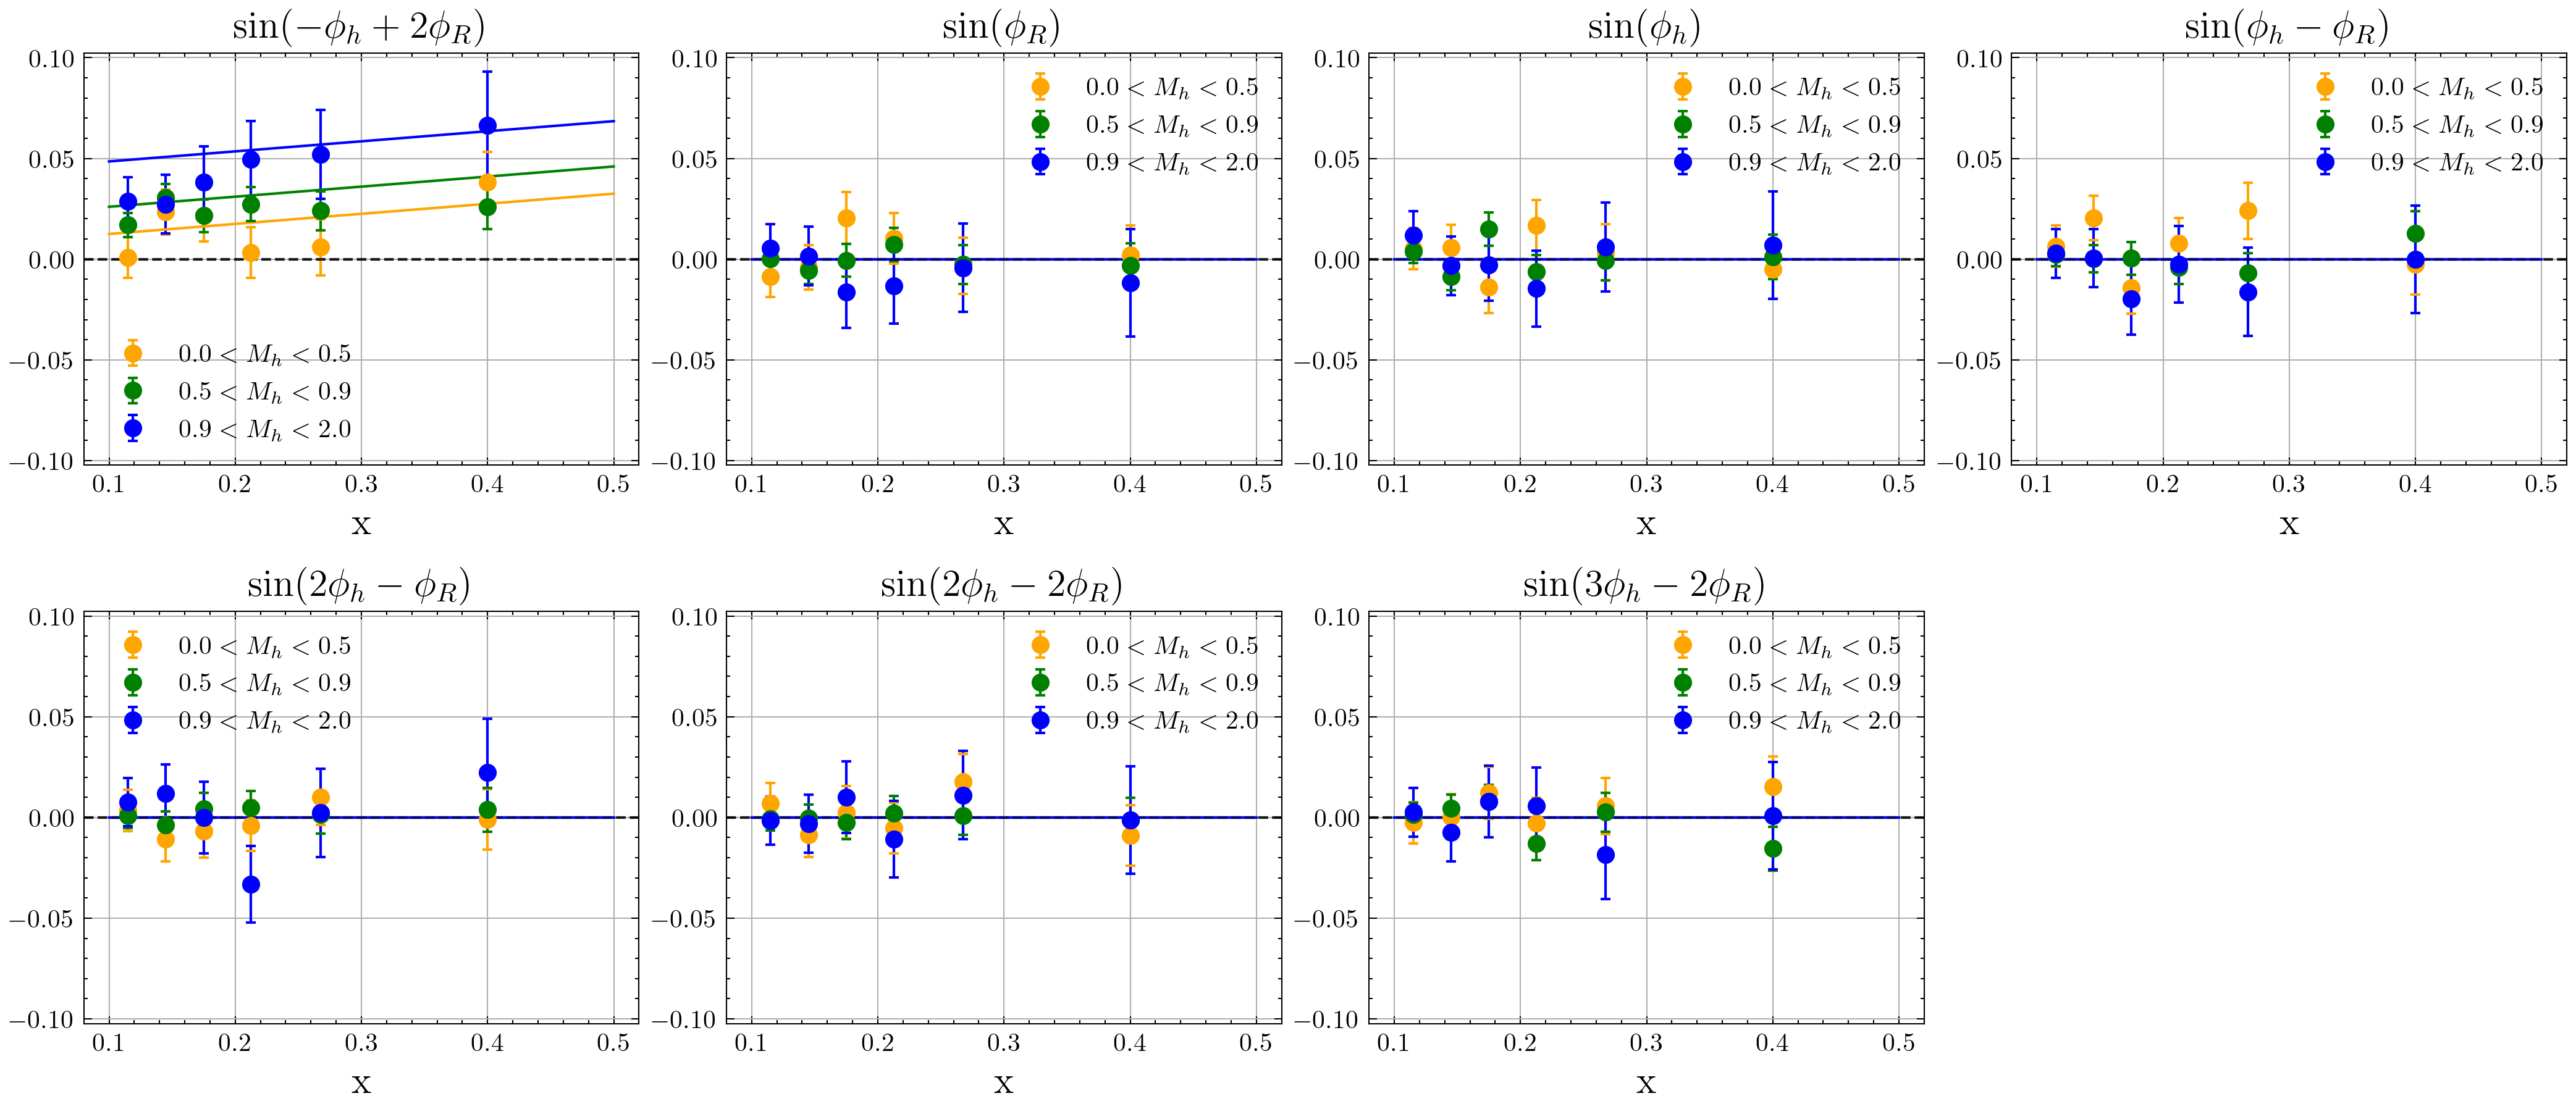 sin(−ϕ_h + 2ϕ_R)
0.10
0.05
0.00
−0.05
−0.10
0.0 < M_h < 0.5
0.5 < M_h < 0.9
0.9 < M_h < 2.0
0.1 0.2 0.3 0.4 0.5
x
sin(ϕ_R)
0.10
0.05
0.00
−0.05
−0.10
0.0 < M_h < 0.5
0.5 < M_h < 0.9
0.9 < M_h < 2.0
0.1 0.2 0.3 0.4 0.5
x
sin(ϕ_h)
0.10
0.05
0.00
−0.05
−0.10
0.0 < M_h < 0.5
0.5 < M_h < 0.9
0.9 < M_h < 2.0
0.1 0.2 0.3 0.4 0.5
x
sin(ϕ_h − ϕ_R)
0.10
0.05
0.00
−0.05
−0.10
0.0 < M_h < 0.5
0.5 < M_h < 0.9
0.9 < M_h < 2.0
0.1 0.2 0.3 0.4 0.5
x
sin(2ϕ_h − ϕ_R)
0.10
0.05
0.00
−0.05
−0.10
0.0 < M_h < 0.5
0.5 < M_h < 0.9
0.9 < M_h < 2.0
0.1 0.2 0.3 0.4 0.5
x
sin(2ϕ_h − 2ϕ_R)
0.10
0.05
0.00
−0.05
−0.10
0.0 < M_h < 0.5
0.5 < M_h < 0.9
0.9 < M_h < 2.0
0.1 0.2 0.3 0.4 0.5
x
sin(3ϕ_h − 2ϕ_R)
0.10
0.05
0.00
−0.05
−0.10
0.0 < M_h < 0.5
0.5 < M_h < 0.9
0.9 < M_h < 2.0
0.1 0.2 0.3 0.4 0.5
x